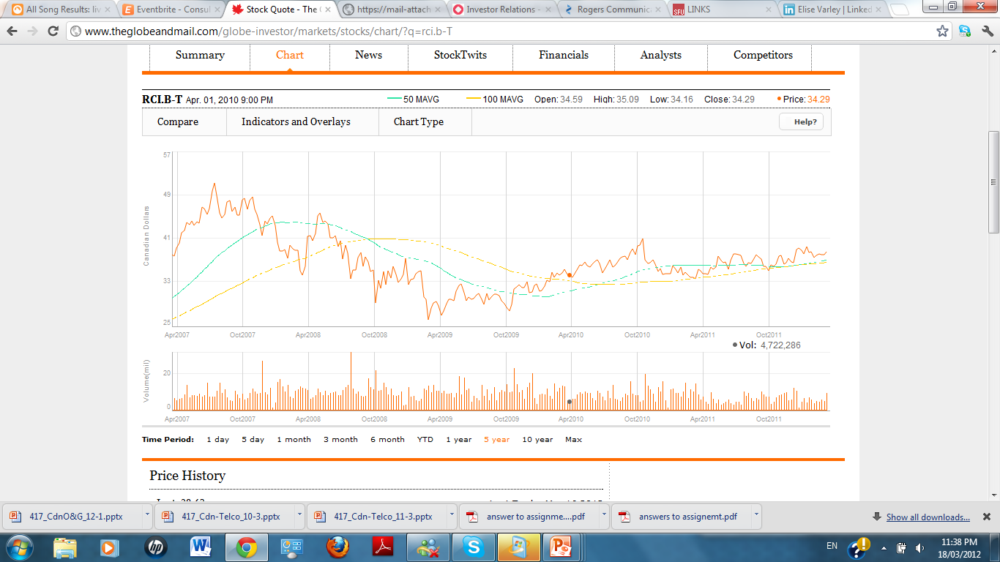 All Song Results: liv
Eventbrite - Consul
Stock Quote - The G
https://mail-attach
Investor Relations -
Rogers Communic
SFU LINKS
in Elise Varley | Linked
www.theglobeandmail.com/globe-investor/markets/stocks/chart/?q=rci.b-T
Summary Chart News StockTwits Financials Analysts Competitors
RCI.B-T Apr. 01, 2010 9:00 PM 50 MAVG 100 MAVG Open: 34.59 High: 35.09 Low: 34.16 Close: 34.29 Price: 34.29
Compare Indicators and Overlays Chart Type Help?
Canadian Dollars
57
49
41
33
25
Apr2007 Oct2007 Apr2008 Oct2008 Apr2009 Oct2009 Apr2010 Oct2010 Apr2011 Oct2011
Vol: 4,722,286
Volume(mil)
20
0
Apr2007 Oct2007 Apr2008 Oct2008 Apr2009 Oct2009 Apr2010 Oct2010 Apr2011 Oct2011
Time Period: 1 day 5 day 1 month 3 month 6 month YTD 1 year 5 year 10 year Max
Price History
417_CdnO&G_12-1.pptx 417_Cdn-Telco_10-3.pptx 417_Cdn-Telco_11-3.pptx answer to assignme....pdf answers to assignemt.pdf Show all downloads...
hp
EN
11:38 PM
18/03/2012